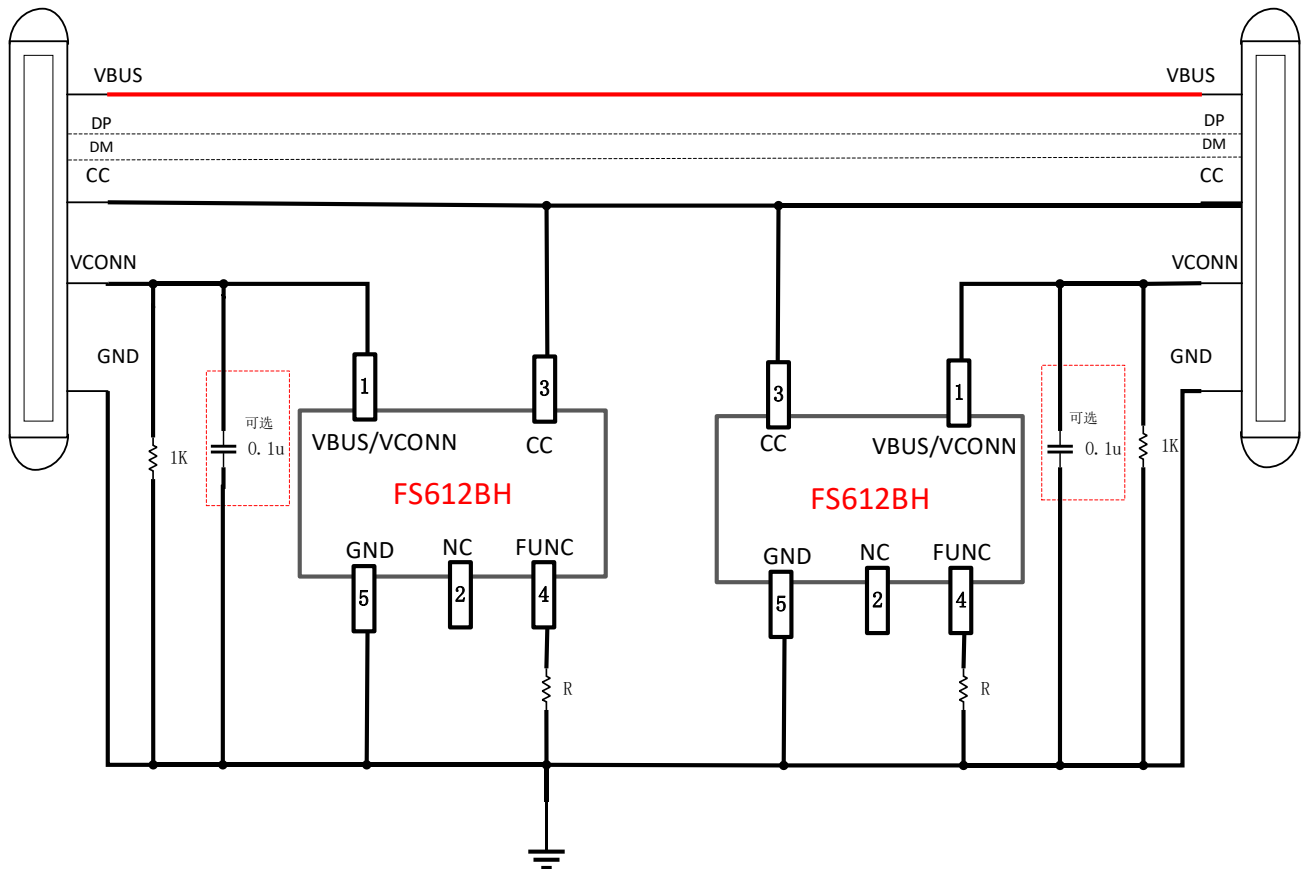 VBUS VBUS
DP DP
DM DM
CC CC
VCONN VCONN
GND GND
1 3 3 1
可选 可选
1K 0.1u VBUS/VCONN CC CC VBUS/VCONN 0.1u 1K
FS612BH FS612BH
GND NC FUNC GND NC FUNC
5 2 4 5 2 4
R R